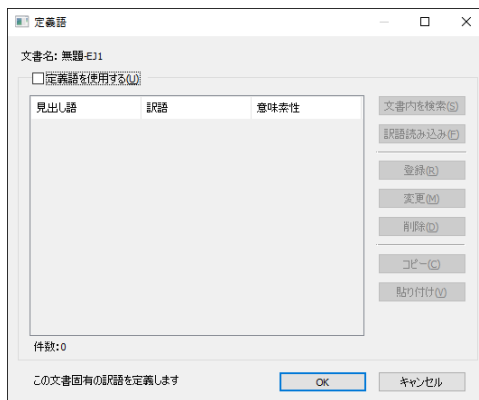 定義語
文書名: 無題-EJ1
定義語を使用する(U)
見出し語 訳語 意味素性
文書内を検索(S)
訳語読み込み(F)
登録(R)
変更(M)
削除(D)
コピー(C)
貼り付け(V)
件数:0
この文書固有の訳語を定義します
OK キャンセル